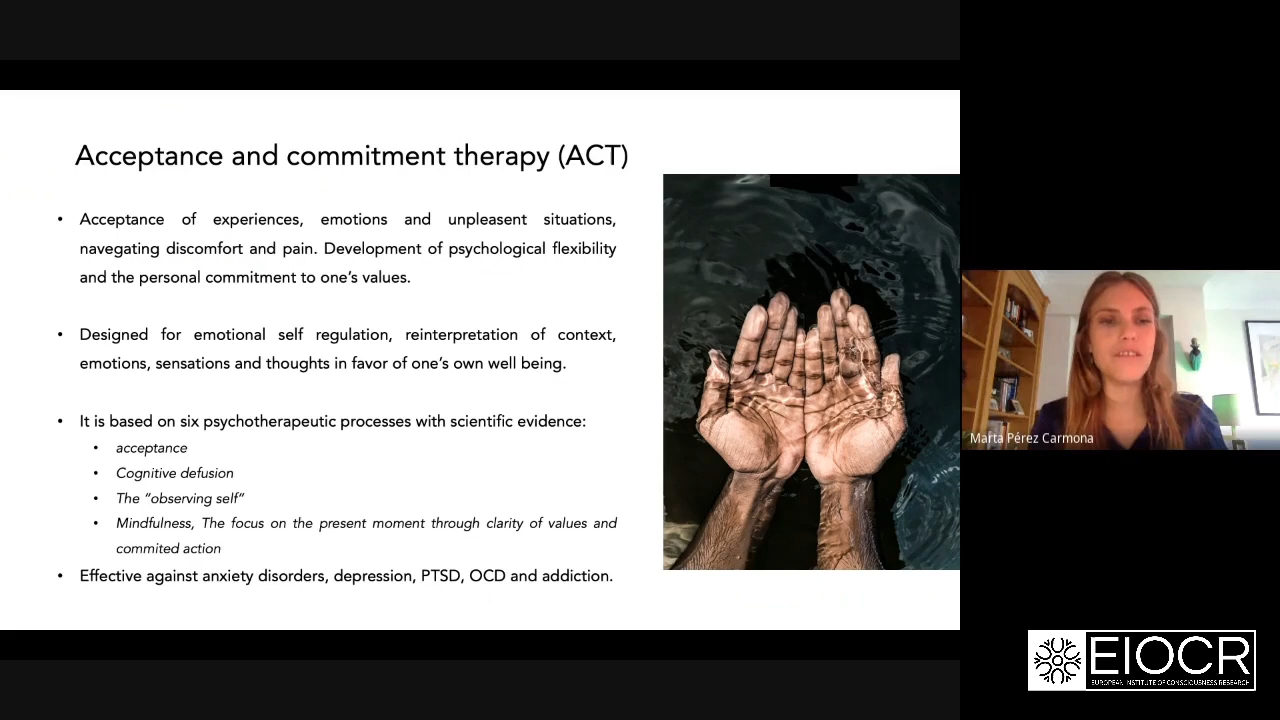 Acceptance and commitment therapy (ACT)
• Acceptance of experiences, emotions and unpleasent situations,
navegating discomfort and pain. Development of psychological flexibility
and the personal commitment to one’s values.
• Designed for emotional self regulation, reinterpretation of context,
emotions, sensations and thoughts in favor of one’s own well being.
• It is based on six psychotherapeutic processes with scientific evidence:
• acceptance
• Cognitive defusion
• The “observing self”
• Mindfulness, The focus on the present moment through clarity of values and
commited action
• Effective against anxiety disorders, depression, PTSD, OCD and addiction.
Marta Pérez Carmona
EIOCR
EUROPEAN INSTITUTE OF CONSCIOUSNESS RESEARCH